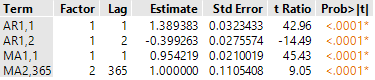 Term Factor Lag Estimate Std Error t Ratio Prob>|t|
AR1,1 1 1 1.389383 0.0323433 42.96 <.0001*
AR1,2 1 2 -0.399263 0.0275754 -14.49 <.0001*
MA1,1 1 1 0.954219 0.0210019 45.43 <.0001*
MA2,365 2 365 1.000000 0.1105408 9.05 <.0001*